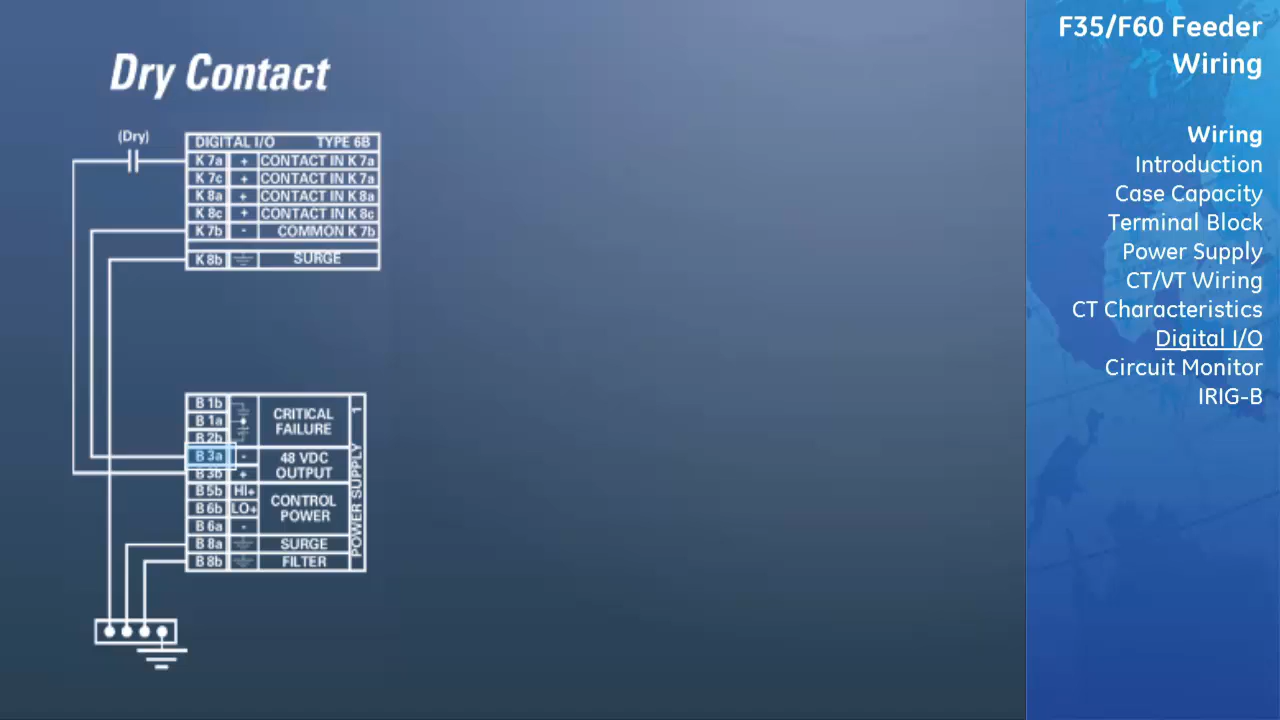 Dry Contact
(Dry)
DIGITAL I/O TYPE 6B
K 7a + CONTACT IN K 7a
K 7c + CONTACT IN K 7a
K 8a + CONTACT IN K 8a
K 8c + CONTACT IN K 8c
K 7b - COMMON K 7b
K 8b SURGE
B 1b
B 1a
B 2b
CRITICAL
FAILURE
B 3a -
B 3b +
48 VDC
OUTPUT
B 5b HI+
B 6b LO+
B 6a -
CONTROL
POWER
B 8a SURGE
B 8b FILTER
POWER SUPPLY 1
F35/F60 Feeder
Wiring
Wiring
Introduction
Case Capacity
Terminal Block
Power Supply
CT/VT Wiring
CT Characteristics
Digital I/O
Circuit Monitor
IRIG-B